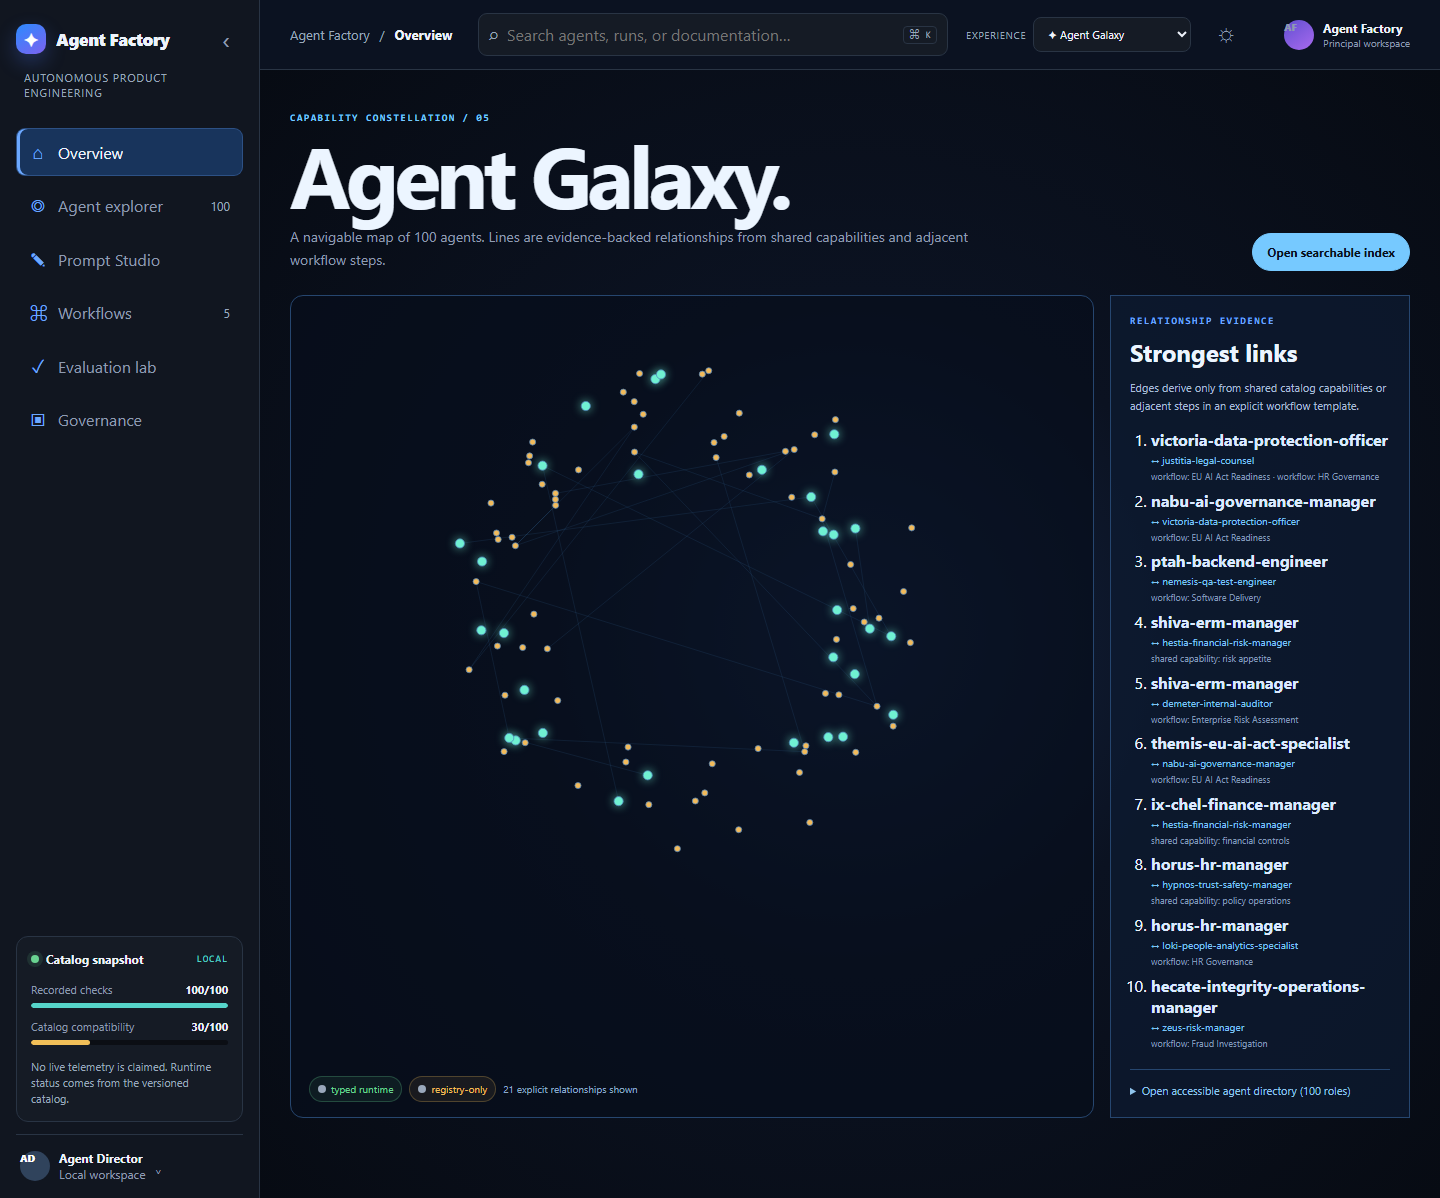 Agent Factory
AUTONOMOUS PRODUCT
ENGINEERING
Overview
Agent explorer 100
Prompt Studio
Workflows 5
Evaluation lab
Governance
Catalog snapshot LOCAL
Recorded checks 100/100
Catalog compatibility 30/100
No live telemetry is claimed. Runtime
status comes from the versioned
catalog.
AD
Agent Director
Local workspace
Agent Factory / Overview
Search agents, runs, or documentation...
⌘ K
EXPERIENCE
✦ Agent Galaxy
AF
Agent Factory
Principal workspace
CAPABILITY CONSTELLATION / 05
Agent Galaxy.
A navigable map of 100 agents. Lines are evidence-backed relationships from shared capabilities and adjacent
workflow steps.
Open searchable index
typed runtime
registry-only
21 explicit relationships shown
RELATIONSHIP EVIDENCE
Strongest links
Edges derive only from shared catalog capabilities or
adjacent steps in an explicit workflow template.
1. victoria-data-protection-officer
↔ justitia-legal-counsel
workflow: EU AI Act Readiness · workflow: HR Governance
2. nabu-ai-governance-manager
↔ victoria-data-protection-officer
workflow: EU AI Act Readiness
3. ptah-backend-engineer
↔ nemesis-qa-test-engineer
workflow: Software Delivery
4. shiva-erm-manager
↔ hestia-financial-risk-manager
shared capability: risk appetite
5. shiva-erm-manager
↔ demeter-internal-auditor
workflow: Enterprise Risk Assessment
6. themis-eu-ai-act-specialist
↔ nabu-ai-governance-manager
workflow: EU AI Act Readiness
7. ix-chel-finance-manager
↔ hestia-financial-risk-manager
shared capability: financial controls
8. horus-hr-manager
↔ hypnos-trust-safety-manager
shared capability: policy operations
9. horus-hr-manager
↔ loki-people-analytics-specialist
workflow: HR Governance
10. hecate-integrity-operations-
manager
↔ zeus-risk-manager
workflow: Fraud Investigation
▶ Open accessible agent directory (100 roles)